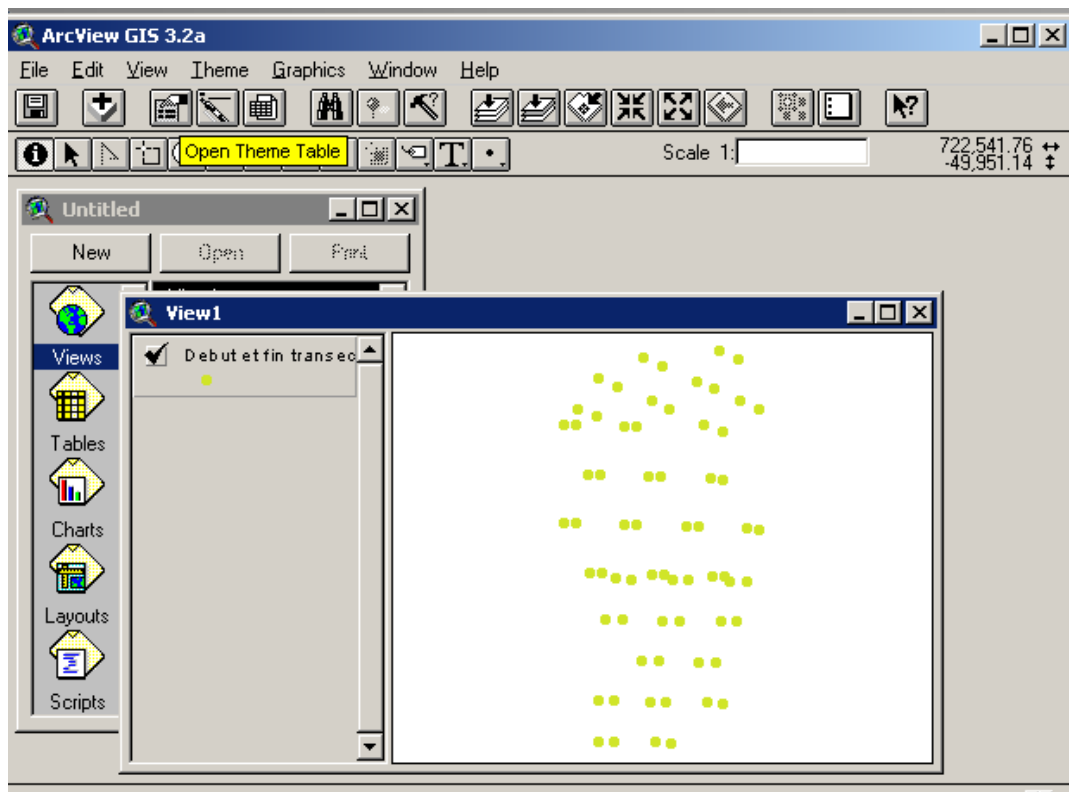 ArcView GIS 3.2a
File Edit View Theme Graphics Window Help
Open Theme Table
T
Scale 1:
722,541.76
-49,951.14
Untitled
New Open Print
View1
Debut et fin transec
Views
Tables
Charts
Layouts
Scripts